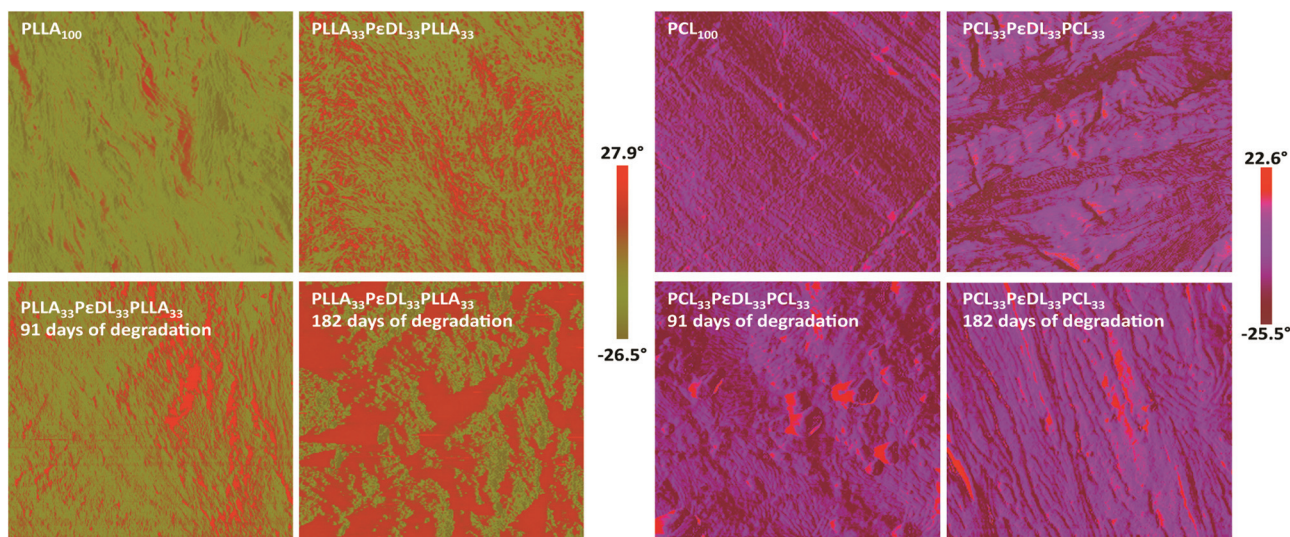 PLLA₁₀₀
PLLA₃₃PεDL₃₃PLLA₃₃
PLLA₃₃PεDL₃₃PLLA₃₃
91 days of degradation
PLLA₃₃PεDL₃₃PLLA₃₃
182 days of degradation
27.9°
-26.5°
PCL₁₀₀
PCL₃₃PεDL₃₃PCL₃₃
PCL₃₃PεDL₃₃PCL₃₃
91 days of degradation
PCL₃₃PεDL₃₃PCL₃₃
182 days of degradation
22.6°
-25.5°